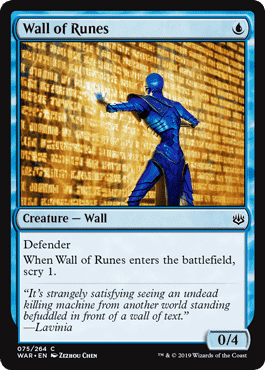 Wall of Runes
Creature — Wall
Defender
When Wall of Runes enters the battlefield,
scry 1.
"It's strangely satisfying seeing an undead
killing machine from another world standing
befuddled in front of a wall of text."
—Lavinia
0/4
075/264 C
WAR • EN Zezhou Chen
™ & © 2019 Wizards of the Coast